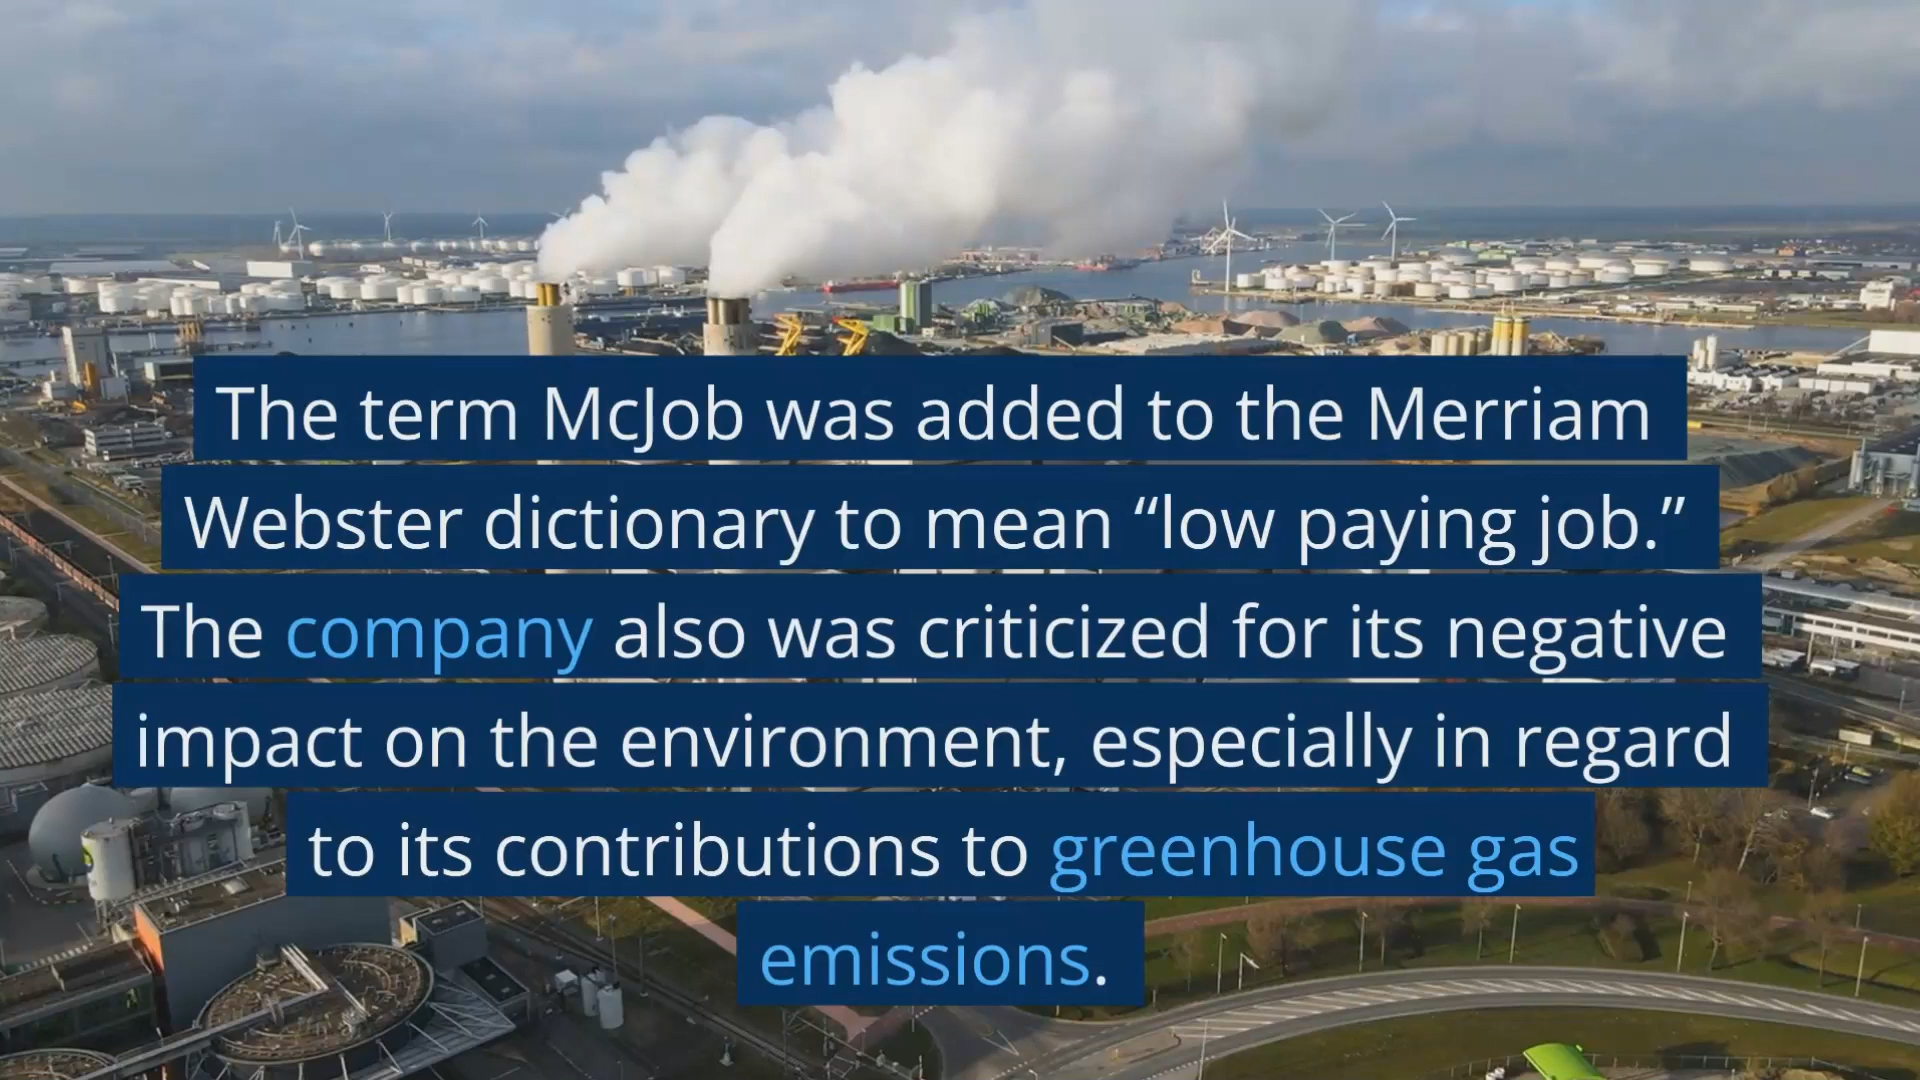 The term McJob was added to the Merriam
Webster dictionary to mean “low paying job.”
The company also was criticized for its negative
impact on the environment, especially in regard
to its contributions to greenhouse gas
emissions.